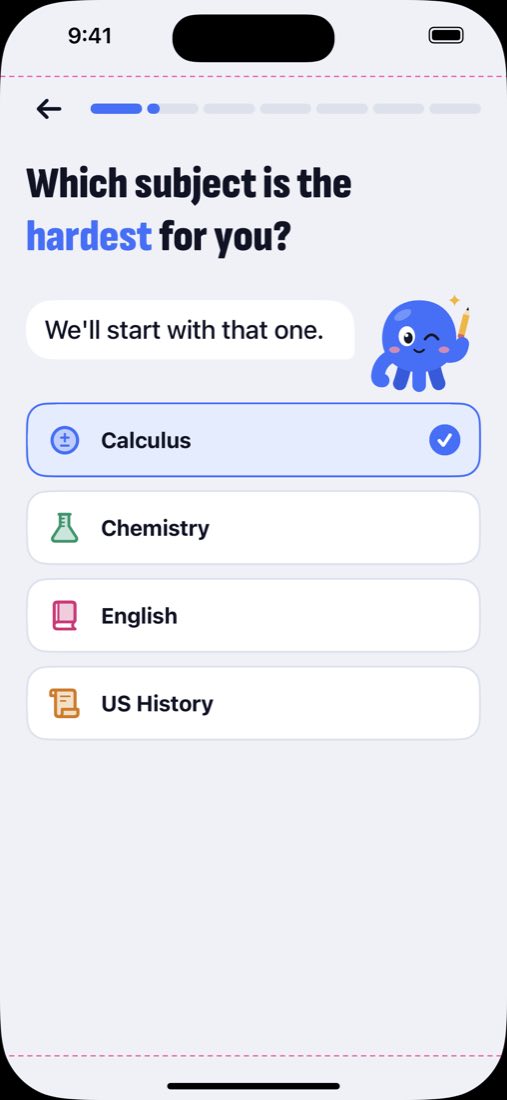 9:41
Which subject is the
hardest for you?
We'll start with that one.
Calculus
Chemistry
English
US History